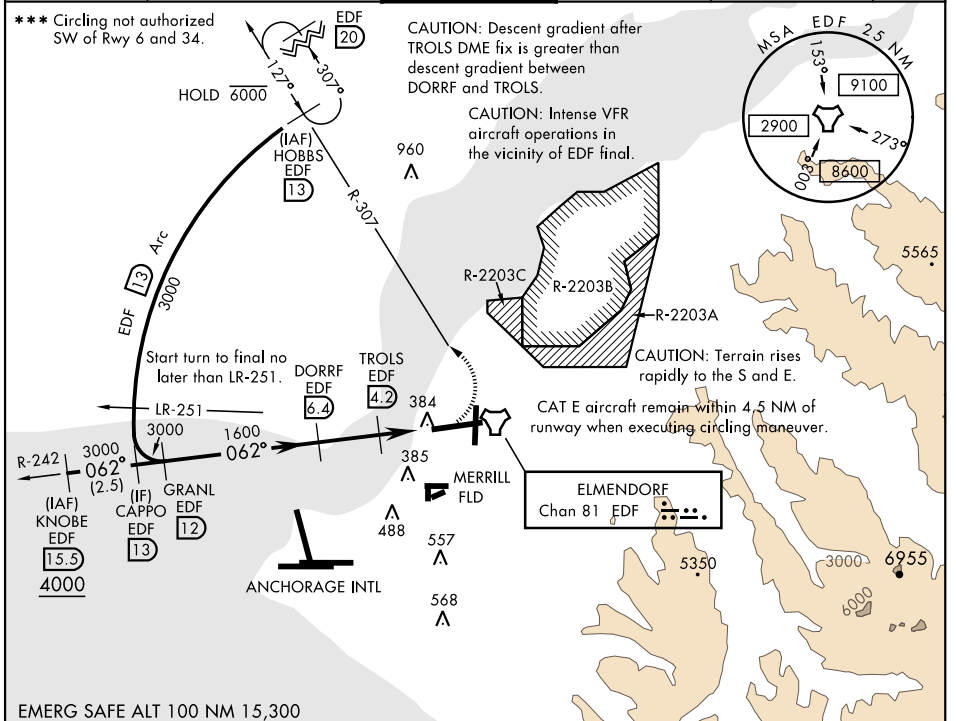 *** Circling not authorized
SW of Rwy 6 and 34.
EDF
20
127°
307°
HOLD 6000
(IAF)
HOBBS
EDF
13
CAUTION: Descent gradient after
TROLS DME fix is greater than
descent gradient between
DORRF and TROLS.
CAUTION: Intense VFR
aircraft operations in
the vicinity of EDF final.
MSA EDF 25 NM
153°
9100
2900
273°
003°
8600
960
R-307
EDF 13 Arc
3000
R-2203C
R-2203B
R-2203A
5565
Start turn to final no
later than LR-251.
LR-251
3000
DORRF
EDF
6.4
TROLS
EDF
4.2
384
CAUTION: Terrain rises
rapidly to the S and E.
CAT E aircraft remain within 4.5 NM of
runway when executing circling maneuver.
R-242
3000
062°
(2.5)
1600
062°
(IAF)
KNOBE
EDF
15.5
4000
(IF)
CAPPO
EDF
13
GRANL
EDF
12
385
MERRILL
FLD
488
557
568
ELMENDORF
Chan 81 EDF
ANCHORAGE INTL
5350
3000
6955
6000
EMERG SAFE ALT 100 NM 15,300